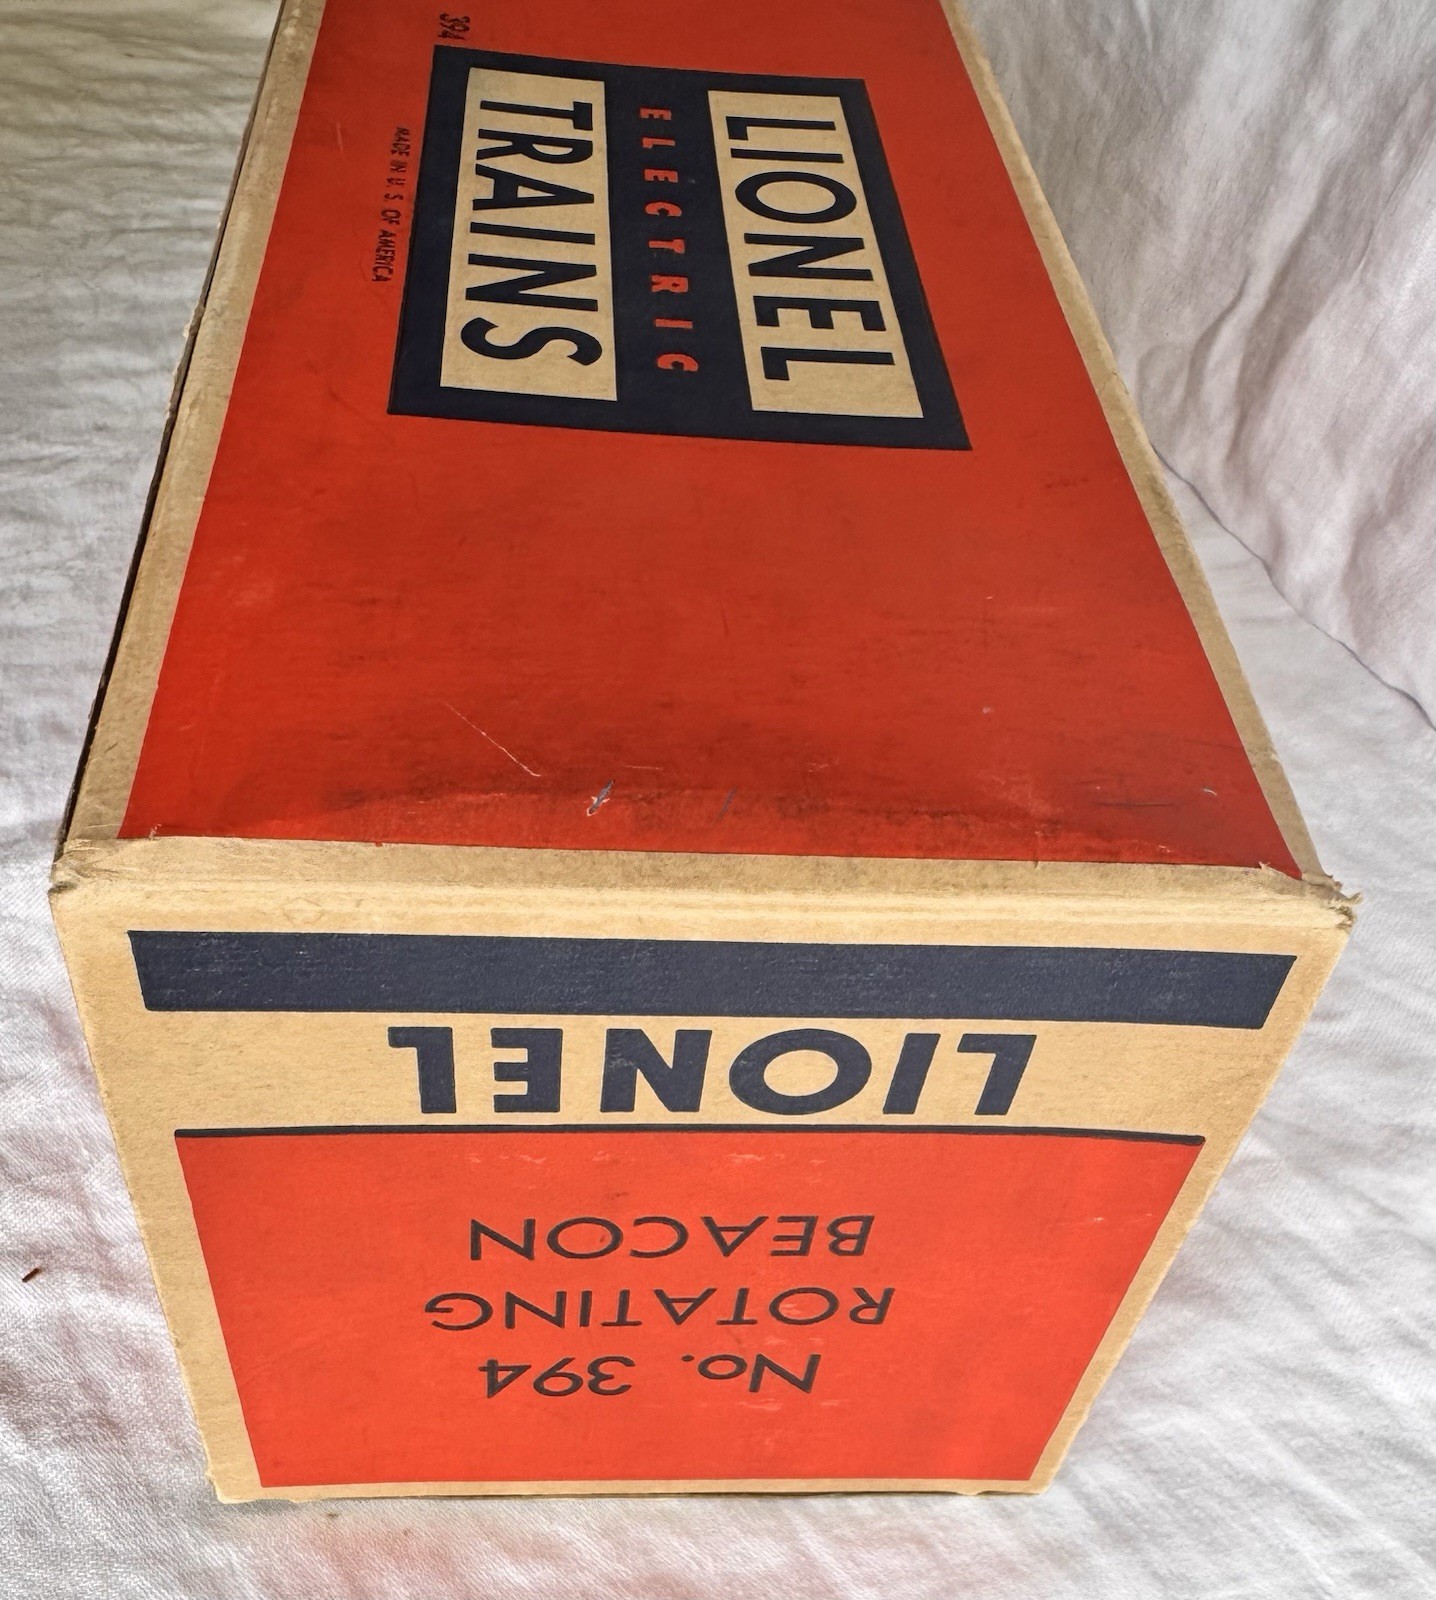 LIONEL
ELECTRIC
TRAINS
MADE IN U. S. OF AMERICA
394
LIONEL
No. 394
ROTATING
BEACON